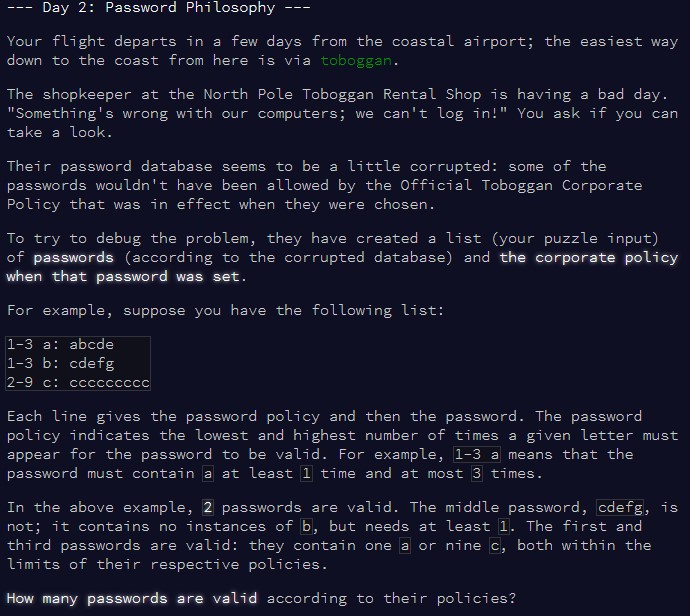 --- Day 2: Password Philosophy ---
Your flight departs in a few days from the coastal airport; the easiest way
down to the coast from here is via toboggan.
The shopkeeper at the North Pole Toboggan Rental Shop is having a bad day.
"Something's wrong with our computers; we can't log in!" You ask if you can
take a look.
Their password database seems to be a little corrupted: some of the
passwords wouldn't have been allowed by the Official Toboggan Corporate
Policy that was in effect when they were chosen.
To try to debug the problem, they have created a list (your puzzle input)
of passwords (according to the corrupted database) and the corporate policy
when that password was set.
For example, suppose you have the following list:
1-3 a: abcde
1-3 b: cdefg
2-9 c: ccccccccc
Each line gives the password policy and then the password. The password
policy indicates the lowest and highest number of times a given letter must
appear for the password to be valid. For example, 1-3 a means that the
password must contain a at least 1 time and at most 3 times.
In the above example, 2 passwords are valid. The middle password, cdefg, is
not; it contains no instances of b, but needs at least 1. The first and
third passwords are valid: they contain one a or nine c, both within the
limits of their respective policies.
How many passwords are valid according to their policies?